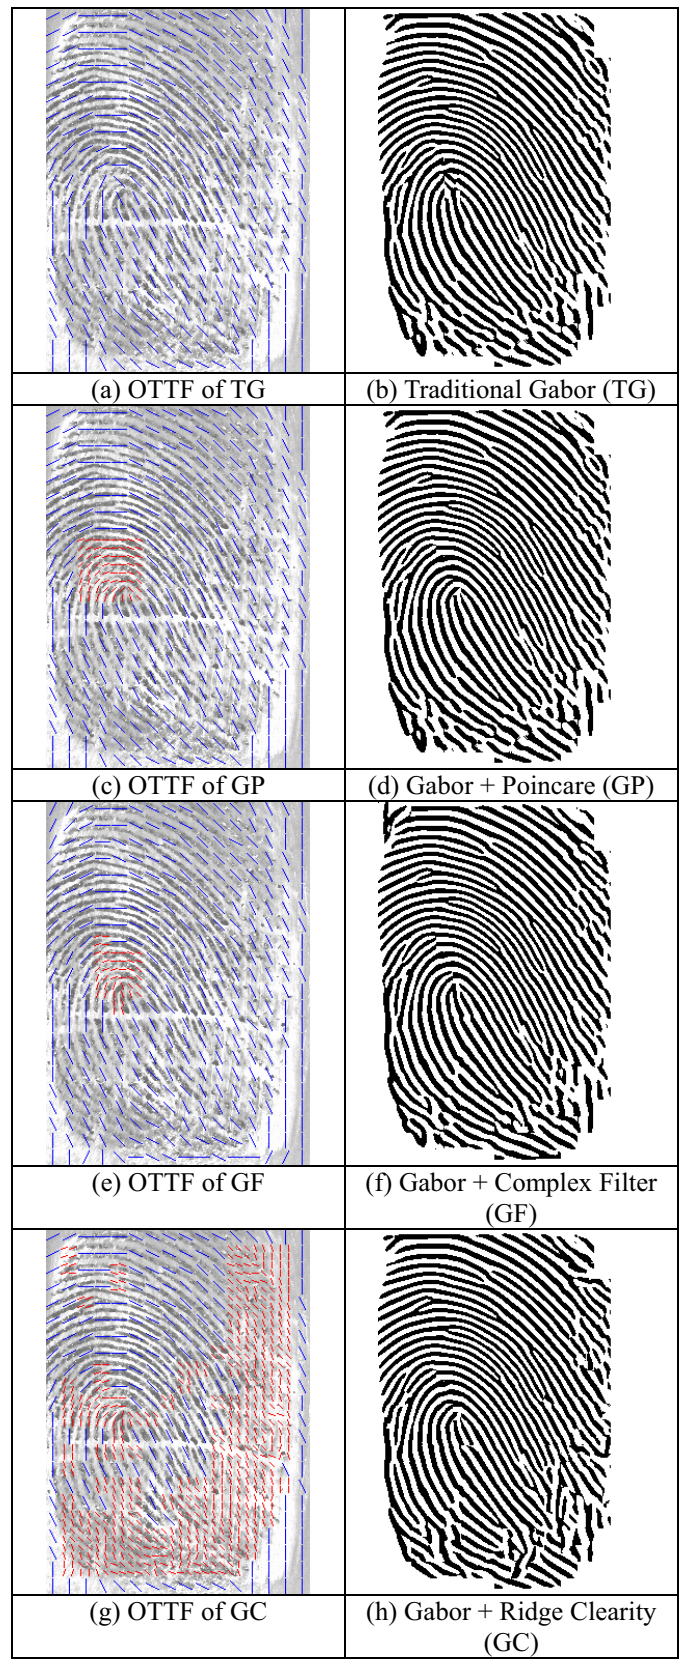 (a) OTTF of TG
(b) Traditional Gabor (TG)
(c) OTTF of GP
(d) Gabor + Poincare (GP)
(e) OTTF of GF
(f) Gabor + Complex Filter
(GF)
(g) OTTF of GC
(h) Gabor + Ridge Clearity
(GC)